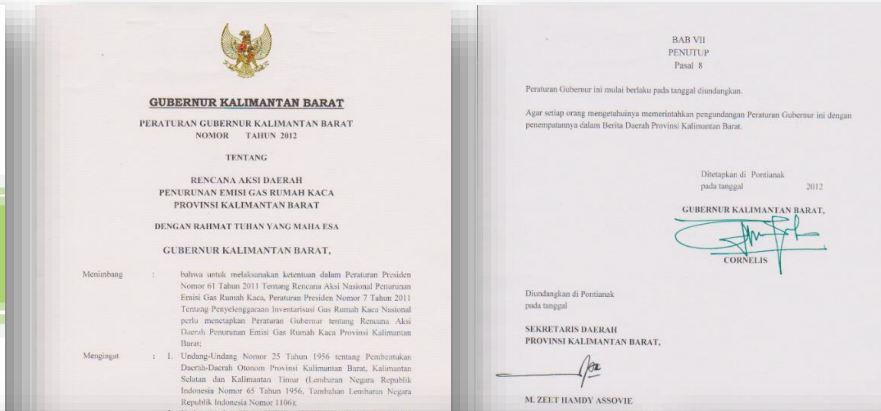 GUBERNUR KALIMANTAN BARAT
PERATURAN GUBERNUR KALIMANTAN BARAT
NOMOR TAHUN 2012
TENTANG
RENCANA AKSI DAERAH
PENURUNAN EMISI GAS RUMAH KACA
PROVINSI KALIMANTAN BARAT
DENGAN RAHMAT TUHAN YANG MAHA ESA
GUBERNUR KALIMANTAN BARAT,
Menimbang : bahwa untuk melaksanakan ketentuan dalam Peraturan Presiden
Nomor 61 Tahun 2011 Tentang Rencana Aksi Nasional Penurunan
Emisi Gas Rumah Kaca, Peraturan Presiden Nomor 7 Tahun 2011
Tentang Penyelenggaraan Inventarisasi Gas Rumah Kaca Nasional
perlu menetapkan Peraturan Gubernur tentang Rencana Aksi
Daerah Penurunan Emisi Gas Rumah Kaca Provinsi Kalimantan
Barat;
Mengingat : 1. Undang-Undang Nomor 25 Tahun 1956 tentang Pembentukan
Daerah-Daerah Otonom Provinsi Kalimantan Barat, Kalimantan
Selatan dan Kalimantan Timur (Lembaran Negara Republik
Indonesia Nomor 65 Tahun 1956, Tambahan Lembaran Negara
Republik Indonesia Nomor 1106);
BAB VII
PENUTUP
Pasal 8
Peraturan Gubernur ini mulai berlaku pada tanggal diundangkan.
Agar setiap orang mengetahuinya memerintahkan pengundangan Peraturan Gubernur ini dengan
penempatannya dalam Berita Daerah Provinsi Kalimantan Barat.
Ditetapkan di Pontianak
pada tanggal 2012
GUBERNUR KALIMANTAN BARAT,
CORNELIS
Diundangkan di Pontianak
pada tanggal
SEKRETARIS DAERAH
PROVINSI KALIMANTAN BARAT,
M. ZEET HAMDY ASSOVIE